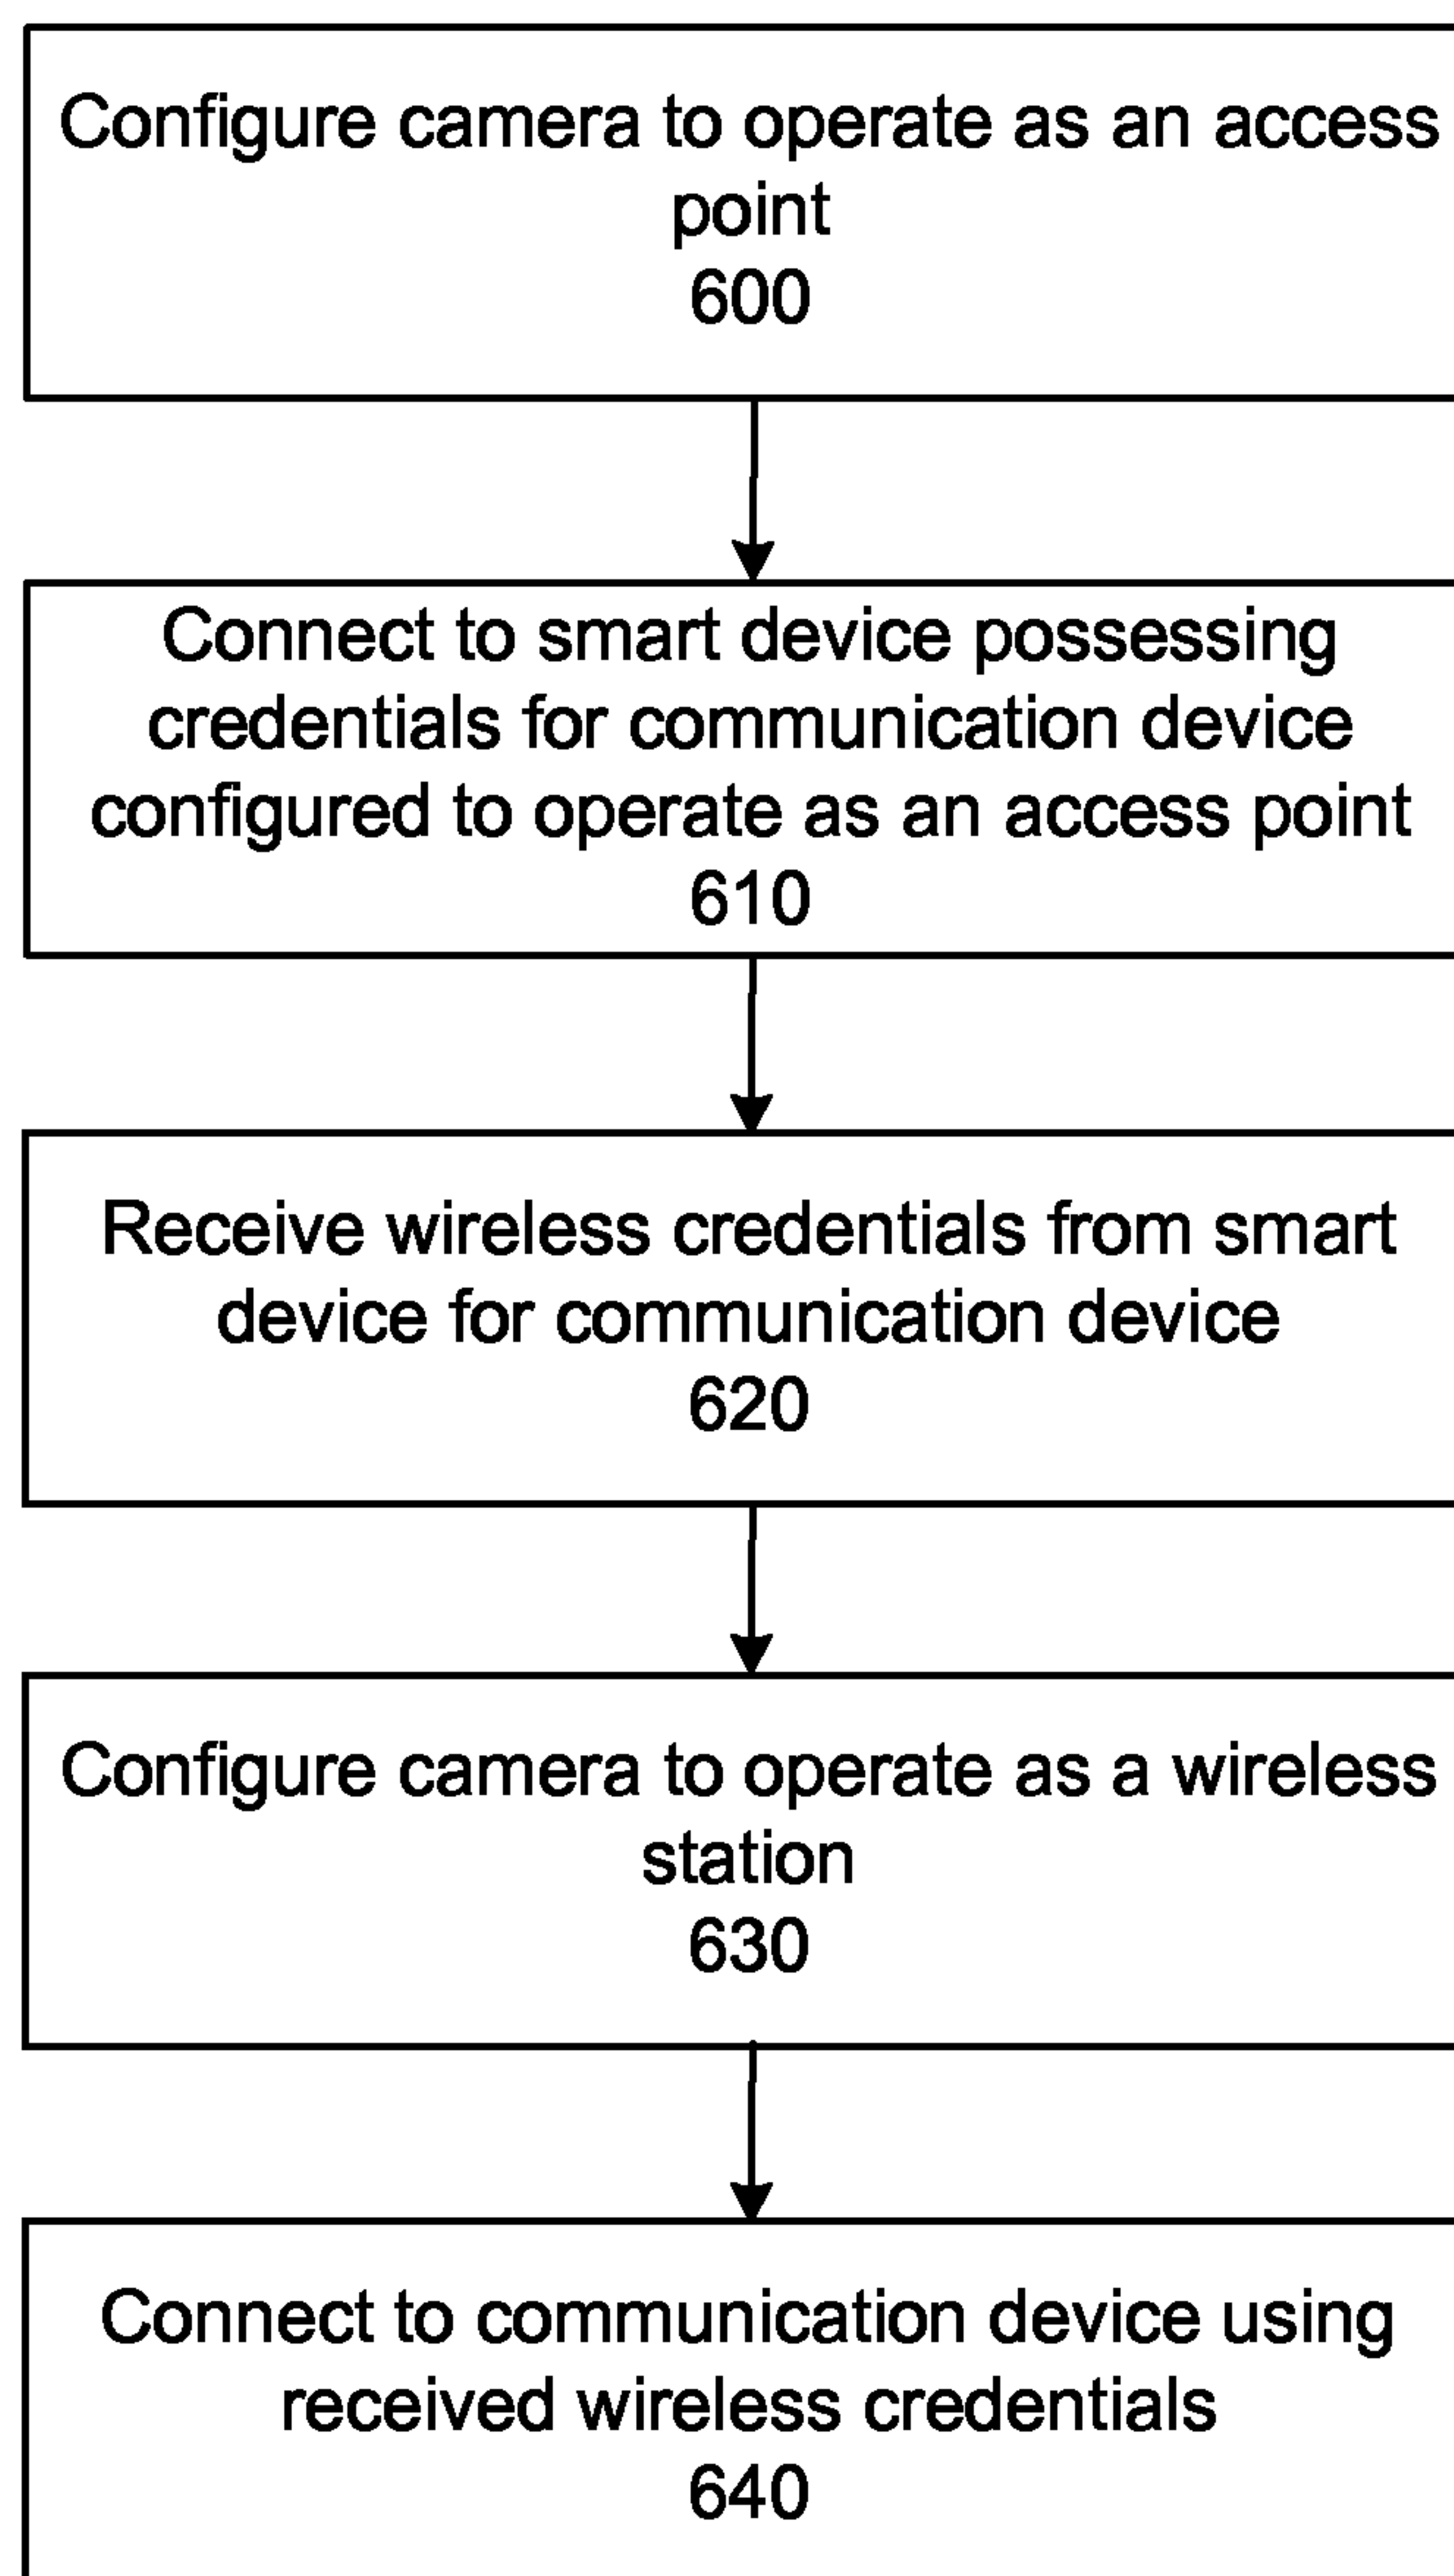 Configure camera to operate as an access
point
600
Connect to smart device possessing
credentials for communication device
configured to operate as an access point
610
Receive wireless credentials from smart
device for communication device
620
Configure camera to operate as a wireless
station
630
Connect to communication device using
received wireless credentials
640